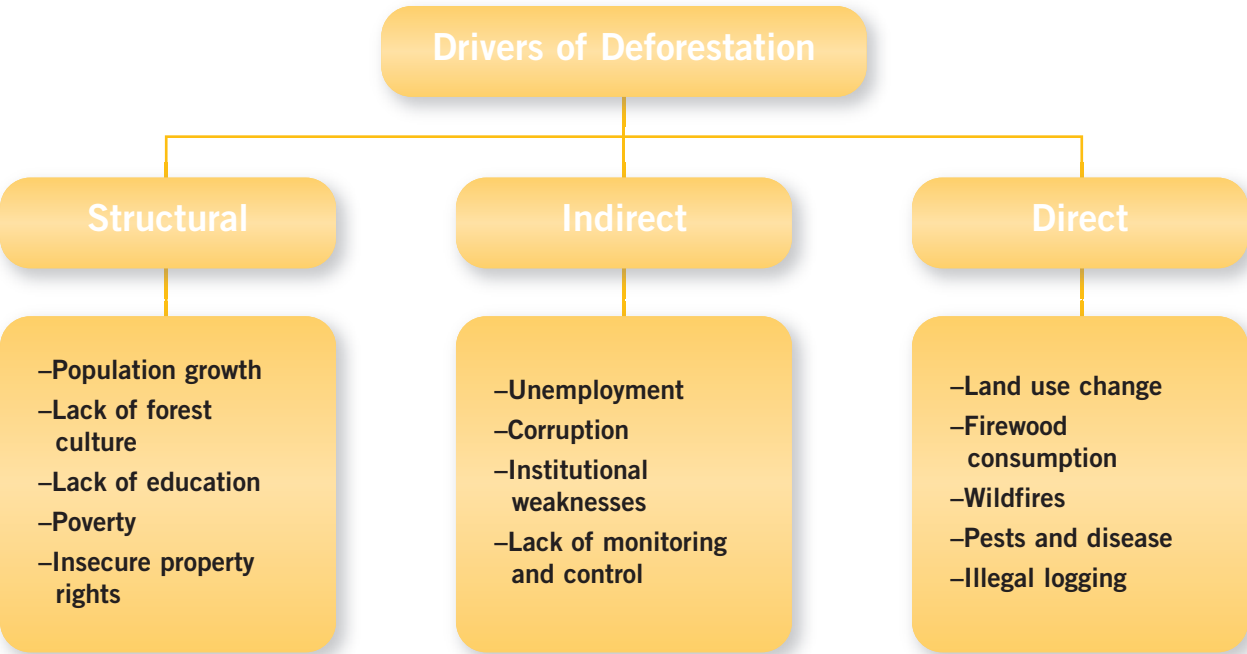 Drivers of Deforestation
Structural
–Population growth
–Lack of forest
culture
–Lack of education
–Poverty
–Insecure property
rights
Indirect
–Unemployment
–Corruption
–Institutional
weaknesses
–Lack of monitoring
and control
Direct
–Land use change
–Firewood
consumption
–Wildfires
–Pests and disease
–Illegal logging